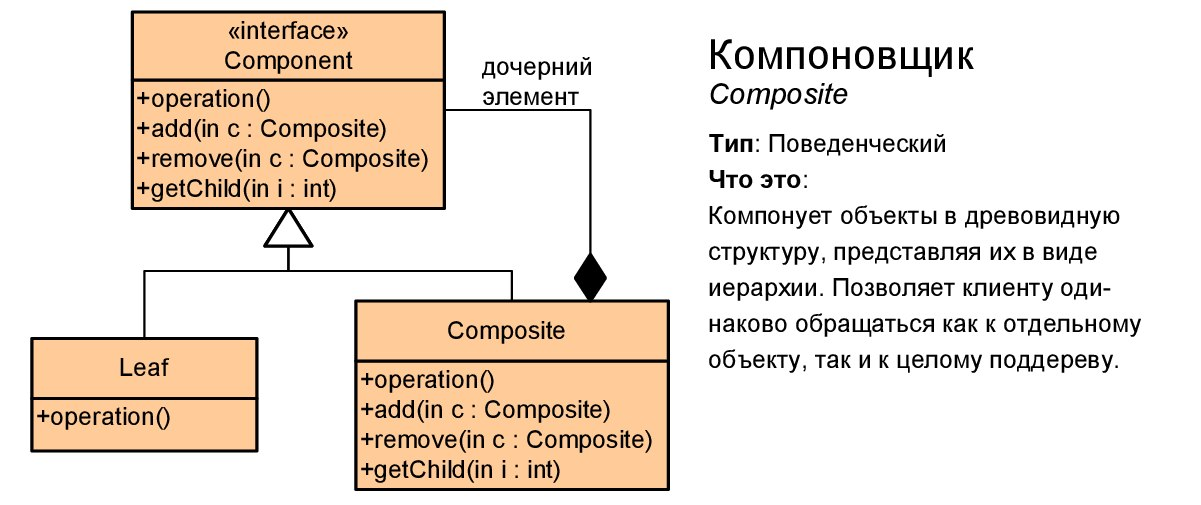 «interface»
Component
+operation()
+add(in c : Composite)
+remove(in c : Composite)
+getChild(in i : int)
дочерний
элемент
Leaf
+operation()
Composite
+operation()
+add(in c : Composite)
+remove(in c : Composite)
+getChild(in i : int)
Компоновщик
Composite
Тип: Поведенческий
Что это:
Компонует объекты в древовидную
структуру, представляя их в виде
иерархии. Позволяет клиенту оди-
наково обращаться как к отдельному
объекту, так и к целому поддереву.